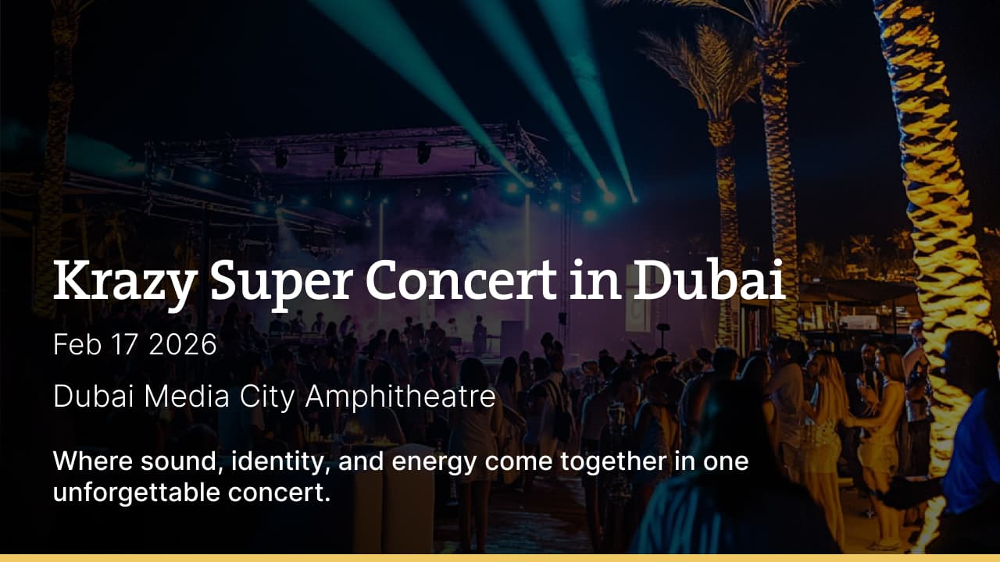 Krazy Super Concert in Dubai
Feb 17 2026
Dubai Media City Amphitheatre
Where sound, identity, and energy come together in one
unforgettable concert.